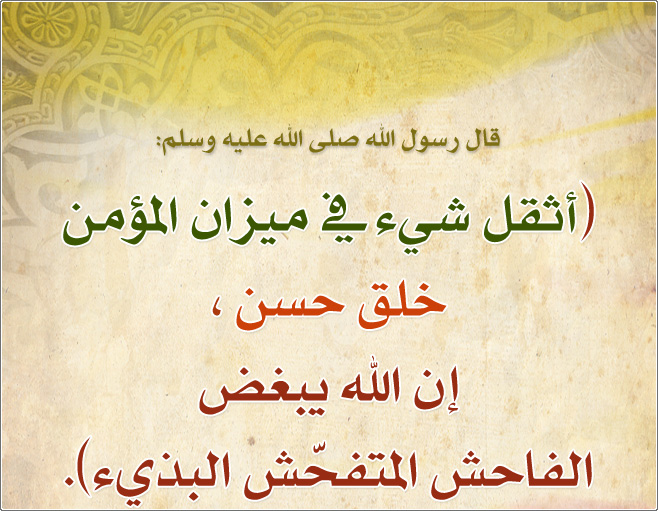 قال رسول الله صلى الله عليه وسلم:
(أثقل شيء في ميزان المؤمن
خلق حسن ،
إن الله يبغض
الفاحش المتفحّش البذيء).